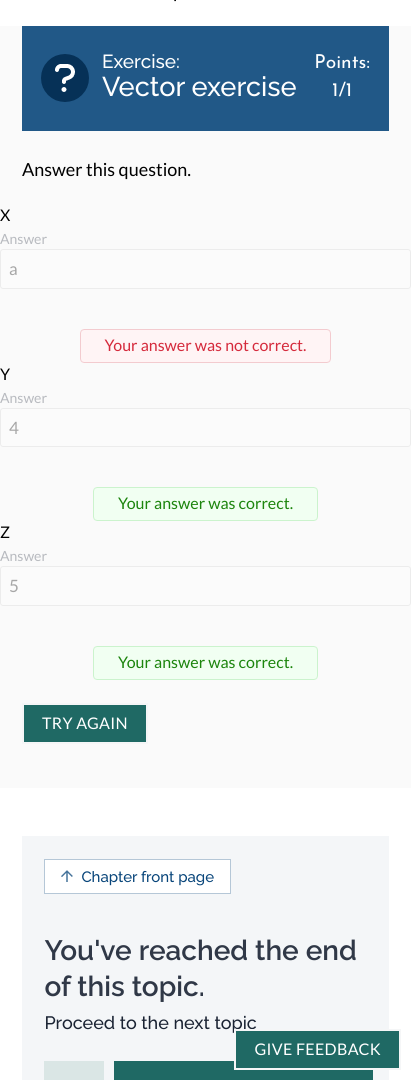 ?
Exercise:
Vector exercise
Points:
1/1
Answer this question.
X
Answer
a
Your answer was not correct.
Y
Answer
4
Your answer was correct.
Z
Answer
5
Your answer was correct.
TRY AGAIN
↑ Chapter front page
You've reached the end
of this topic.
Proceed to the next topic
GIVE FEEDBACK